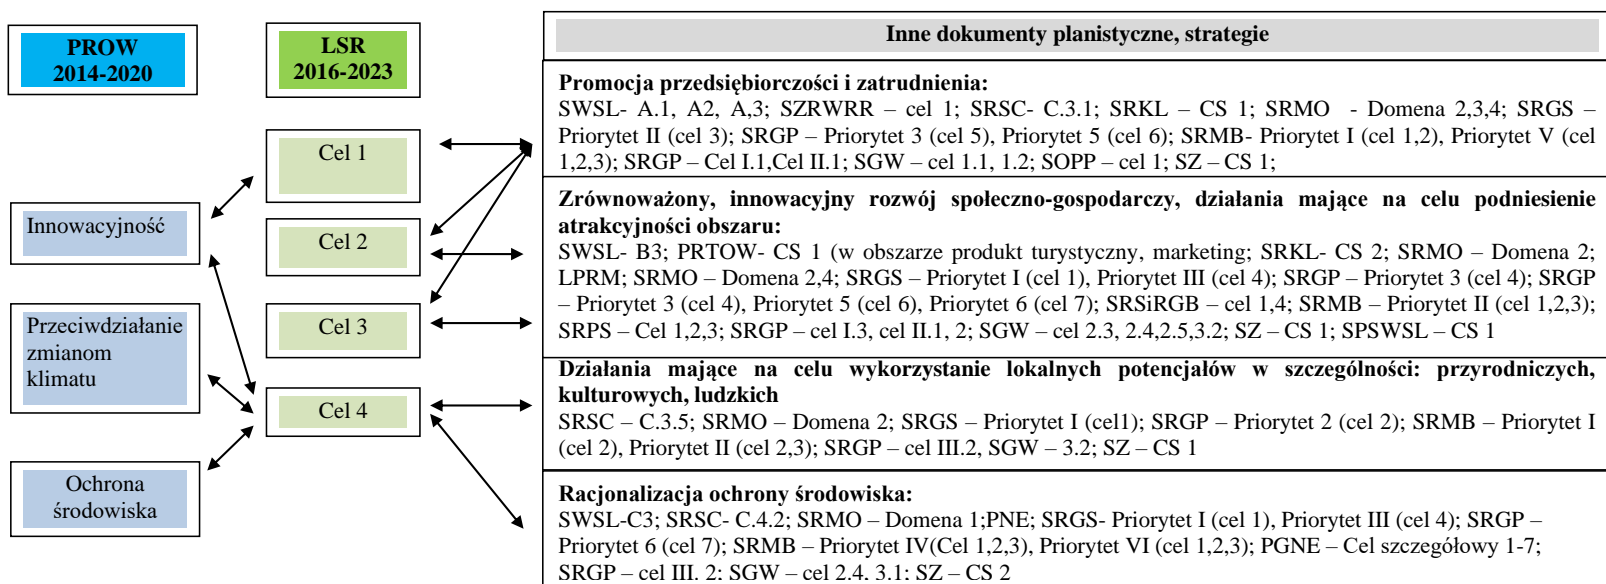 PROW
2014-2020
LSR
2016-2023
Inne dokumenty planistyczne, strategie
Innowacyjność
Przeciwdziałanie
zmianom
klimatu
Ochrona
środowiska
Cel 1
Cel 2
Cel 3
Cel 4
Promocja przedsiębiorczości i zatrudnienia:
SWSL- A.1, A2, A,3; SZRWRR – cel 1; SRSC- C.3.1; SRKL – CS 1; SRMO - Domena 2,3,4; SRGS –
Priorytet II (cel 3); SRGP – Priorytet 3 (cel 5), Priorytet 5 (cel 6); SRMB- Priorytet I (cel 1,2), Priorytet V (cel
1,2,3); SRGP – Cel I.1,Cel II.1; SGW – cel 1.1, 1.2; SOPP – cel 1; SZ – CS 1;
Zrównoważony, innowacyjny rozwój społeczno-gospodarczy, działania mające na celu podniesienie
atrakcyjności obszaru:
SWSL- B3; PRTOW- CS 1 (w obszarze produkt turystyczny, marketing; SRKL- CS 2; SRMO – Domena 2;
LPRM; SRMO – Domena 2,4; SRGS – Priorytet I (cel 1), Priorytet III (cel 4); SRGP – Priorytet 3 (cel 4); SRGP
– Priorytet 3 (cel 4), Priorytet 5 (cel 6), Priorytet 6 (cel 7); SRSiRGB – cel 1,4; SRMB – Priorytet II (cel 1,2,3);
SRPS – Cel 1,2,3; SRGP – cel I.3, cel II.1, 2; SGW – cel 2.3, 2.4,2.5,3.2; SZ – CS 1; SPSWSL – CS 1
Działania mające na celu wykorzystanie lokalnych potencjałów w szczególności: przyrodniczych,
kulturowych, ludzkich
SRSC – C.3.5; SRMO – Domena 2; SRGS – Priorytet I (cel1); SRGP – Priorytet 2 (cel 2); SRMB – Priorytet I
(cel 2), Priorytet II (cel 2,3); SRGP – cel III.2, SGW – 3.2; SZ – CS 1
Racjonalizacja ochrony środowiska:
SWSL-C3; SRSC- C.4.2; SRMO – Domena 1;PNE; SRGS- Priorytet I (cel 1), Priorytet III (cel 4); SRGP –
Priorytet 6 (cel 7); SRMB – Priorytet IV(Cel 1,2,3), Priorytet VI (cel 1,2,3); PGNE – Cel szczegółowy 1-7;
SRGP – cel III. 2; SGW – cel 2.4, 3.1; SZ – CS 2